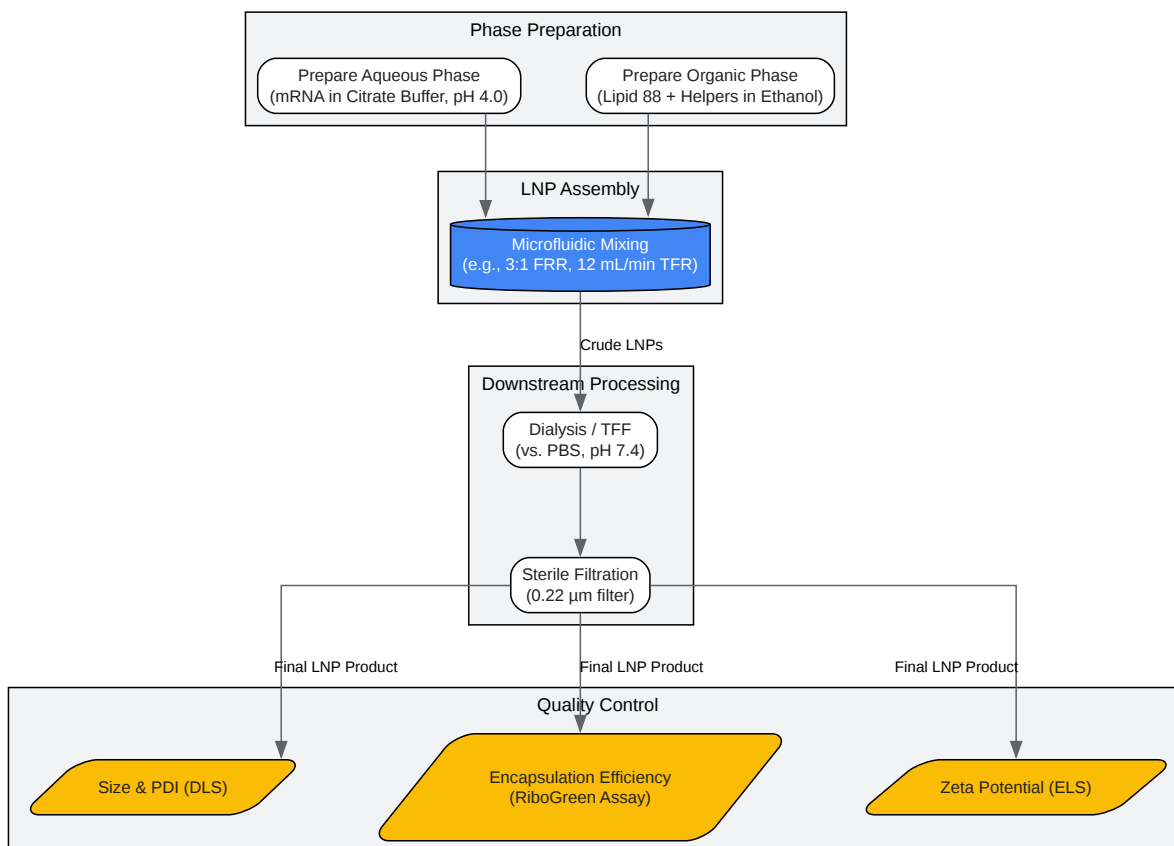 Phase Preparation
Prepare Aqueous Phase
(mRNA in Citrate Buffer, pH 4.0)
Prepare Organic Phase
(Lipid 88 + Helpers in Ethanol)
LNP Assembly
Microfluidic Mixing
(e.g., 3:1 FRR, 12 mL/min TFR)
Crude LNPs
Downstream Processing
Dialysis / TFF
(vs. PBS, pH 7.4)
Sterile Filtration
(0.22 µm filter)
Final LNP Product
Final LNP Product
Final LNP Product
Quality Control
Size & PDI (DLS)
Encapsulation Efficiency
(RiboGreen Assay)
Zeta Potential (ELS)